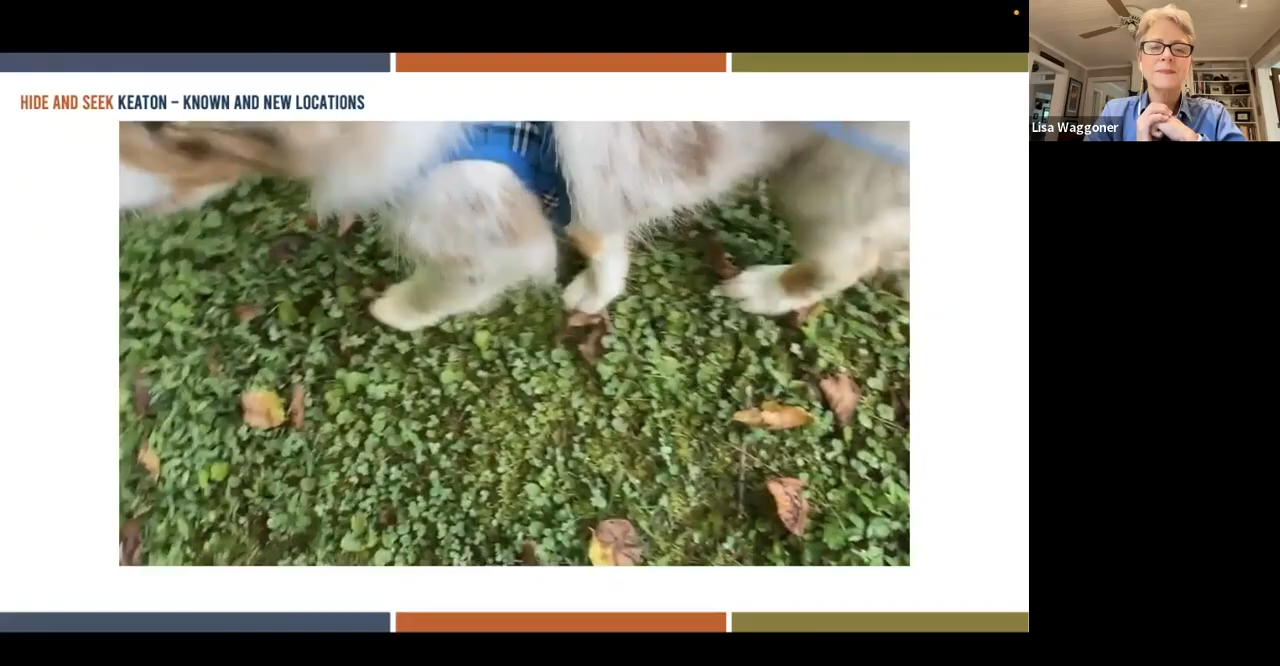 HIDE AND SEEK KEATON – KNOWN AND NEW LOCATIONS
Lisa Waggoner